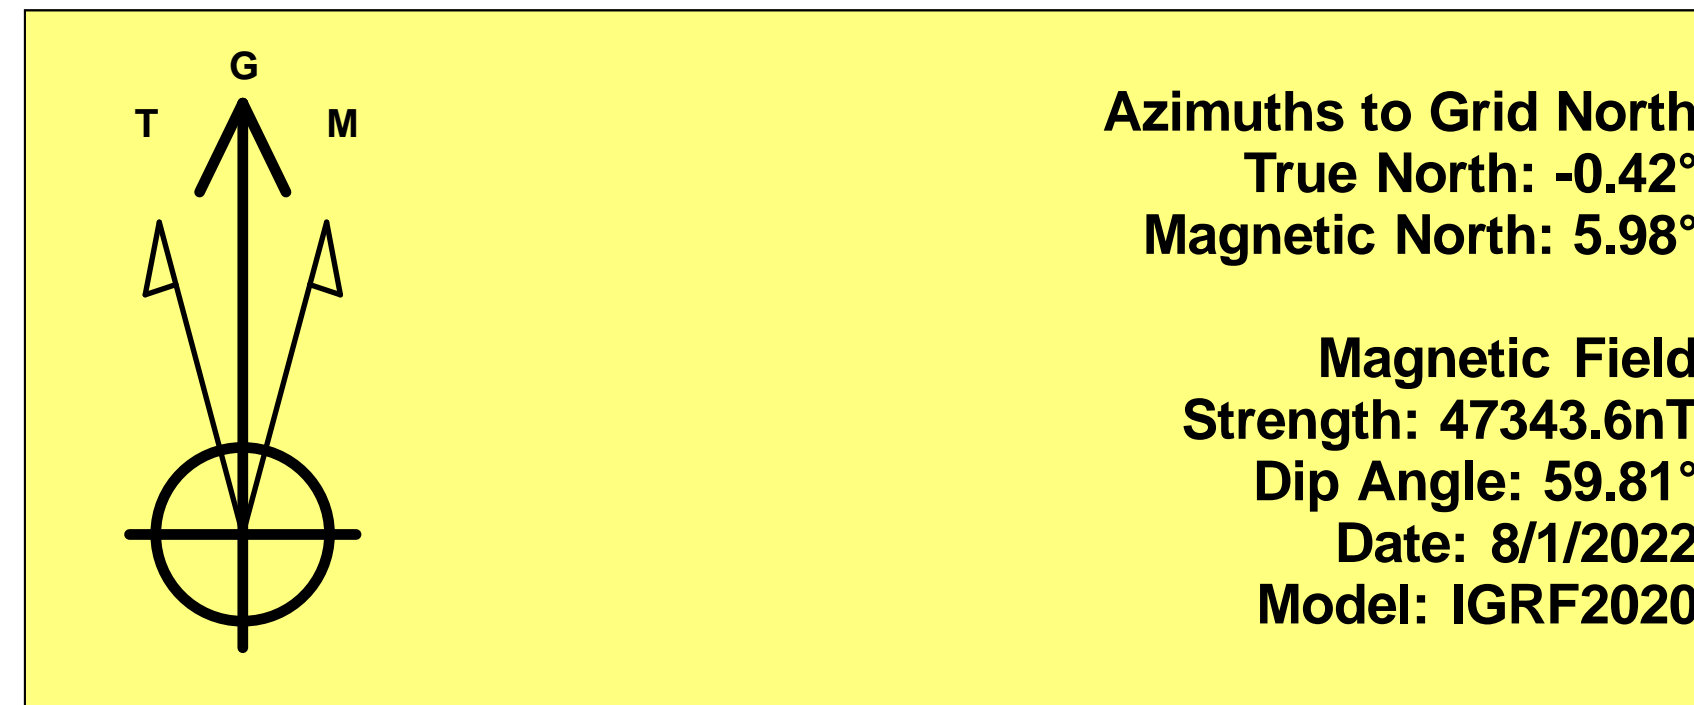 G
T
M
Azimuths to Grid North
True North: -0.42°
Magnetic North: 5.98°
Magnetic Field
Strength: 47343.6nT
Dip Angle: 59.81°
Date: 8/1/2022
Model: IGRF2020